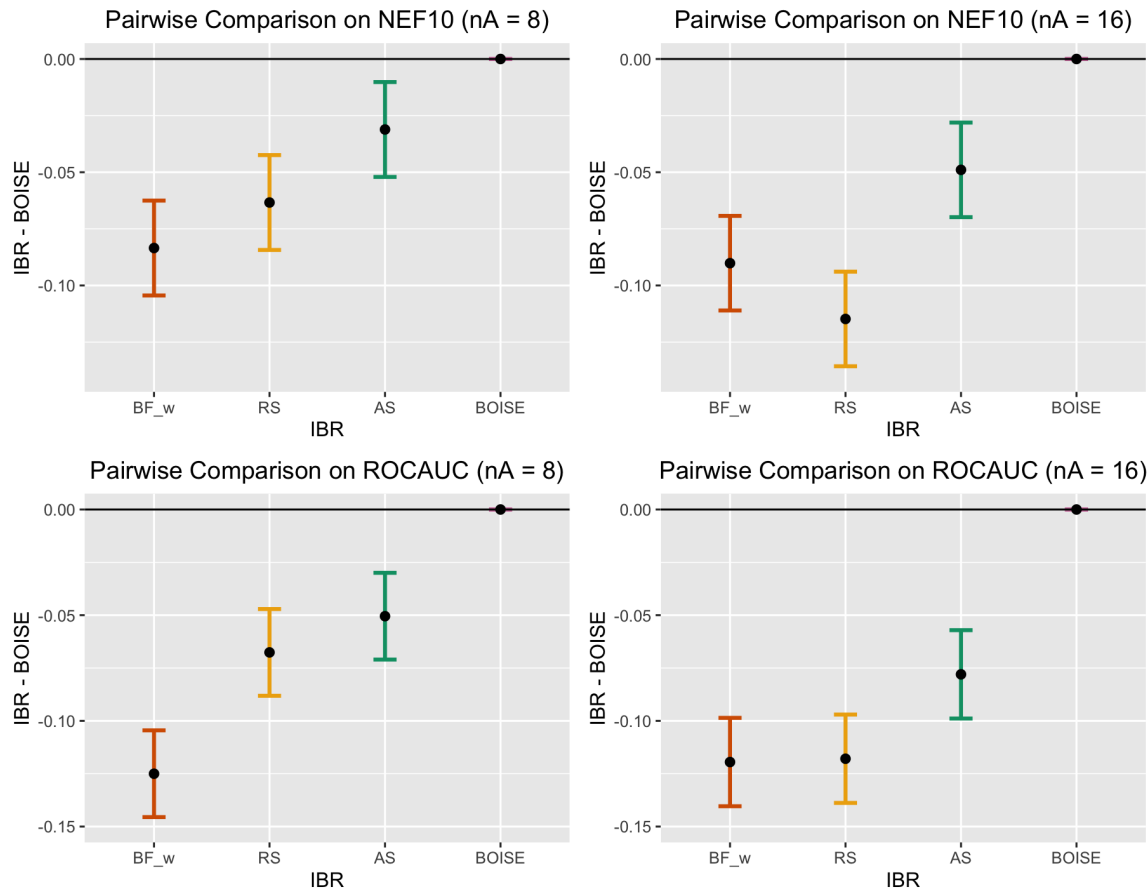 Pairwise Comparison on NEF10 (nA = 8)
IBR - BOISE
0.00
-0.05
-0.10
BF_w RS AS BOISE
IBR
Pairwise Comparison on NEF10 (nA = 16)
IBR - BOISE
0.00
-0.05
-0.10
BF_w RS AS BOISE
IBR
Pairwise Comparison on ROCAUC (nA = 8)
IBR - BOISE
0.00
-0.05
-0.10
-0.15
BF_w RS AS BOISE
IBR
Pairwise Comparison on ROCAUC (nA = 16)
IBR - BOISE
0.00
-0.05
-0.10
-0.15
BF_w RS AS BOISE
IBR